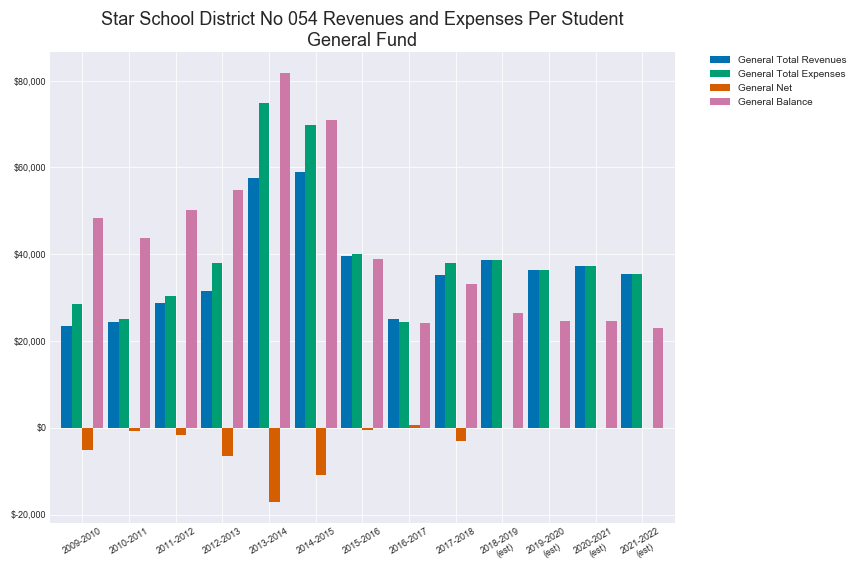 Star School District No 054 Revenues and Expenses Per Student
General Fund
General Total Revenues
General Total Expenses
General Net
General Balance
$80,000
$60,000
$40,000
$20,000
$0
$-20,000
2009-2010
2010-2011
2011-2012
2012-2013
2013-2014
2014-2015
2015-2016
2016-2017
2017-2018
2018-2019
(est)
2019-2020
(est)
2020-2021
(est)
2021-2022
(est)